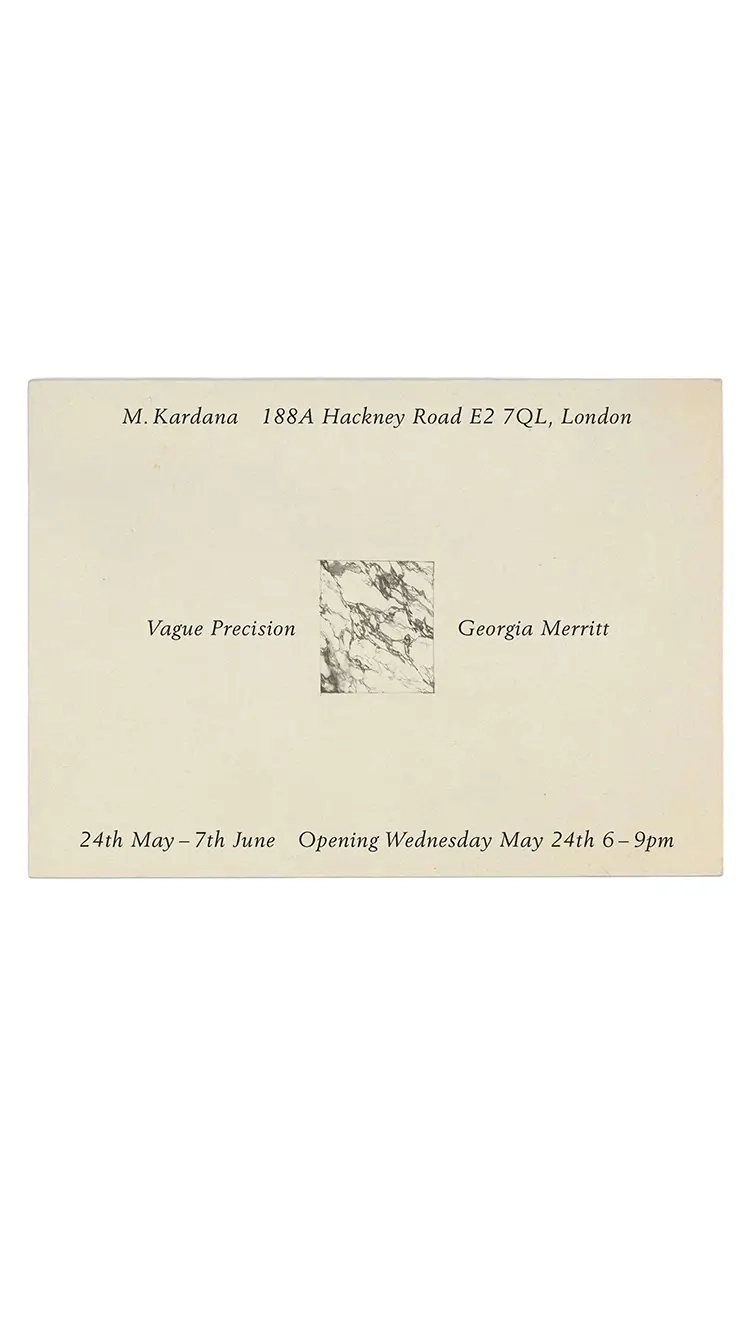 M. Kardana 188A Hackney Road E2 7QL, London
Vague Precision Georgia Merritt
24th May – 7th June Opening Wednesday May 24th 6 – 9pm